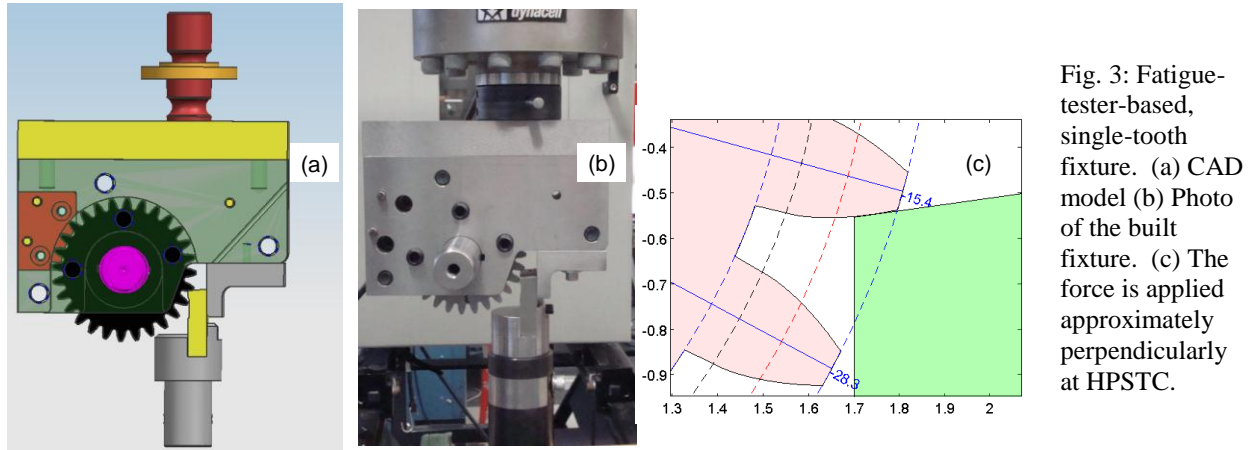 dynacell
(a)
(b)
(c)
-0.4
-0.5
-0.6
-0.7
-0.8
-0.9
1.3 1.4 1.5 1.6 1.7 1.8 1.9 2
-15.4
-28.3
Fig. 3: Fatigue-
tester-based,
single-tooth
fixture. (a) CAD
model (b) Photo
of the built
fixture. (c) The
force is applied
approximately
perpendicularly
at HPSTC.